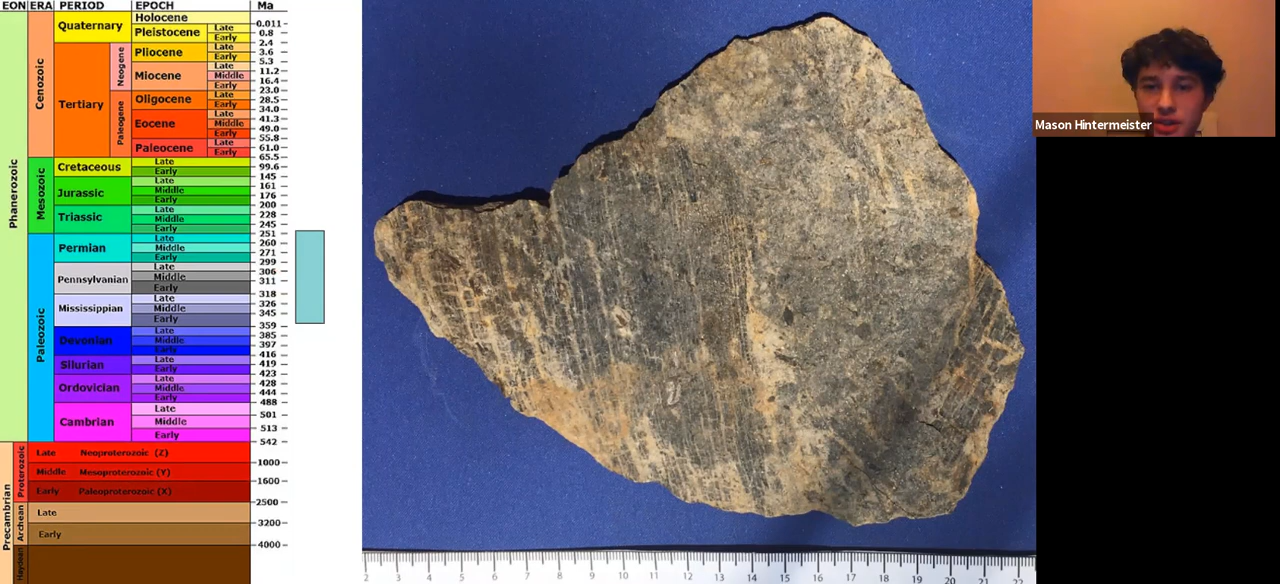 EON ERA PERIOD EPOCH Ma
Phanerozoic
Cenozoic
Quaternary
Holocene
0.011
Pleistocene
Late
0.8
Early
2.4
Tertiary
Neogene
Pliocene
Late
3.6
Early
5.3
Miocene
Late
11.2
Middle
16.4
Early
23.0
Paleogene
Oligocene
Late
28.5
Early
34.0
Eocene
Late
41.3
Middle
49.0
Early
55.8
Paleocene
Late
61.0
Early
65.5
Mesozoic
Cretaceous
Late
99.6
Early
145
Jurassic
Late
161
Middle
176
Early
200
Triassic
Late
228
Middle
245
Early
251
Paleozoic
Permian
Late
260
Middle
271
Early
299
Pennsylvanian
Late
306
Middle
311
Early
318
Mississippian
Late
326
Middle
345
Early
359
Devonian
Late
385
Middle
397
Early
416
Silurian
Late
419
Early
423
Ordovician
Late
428
Middle
444
Early
488
Cambrian
Late
501
Middle
513
Early
542
Precambrian
Proterozoic
Late Neoproterozoic (Z)
1000
Middle Mesoproterozoic (Y)
1600
Early Paleoproterozoic (X)
2500
Archean
Late
3200
Early
4000
Hadean
2 3 4 5 6 7 8 9 10 11 12 13 14 15 16 17 18 19 20 21 22
Mason Hintermeister